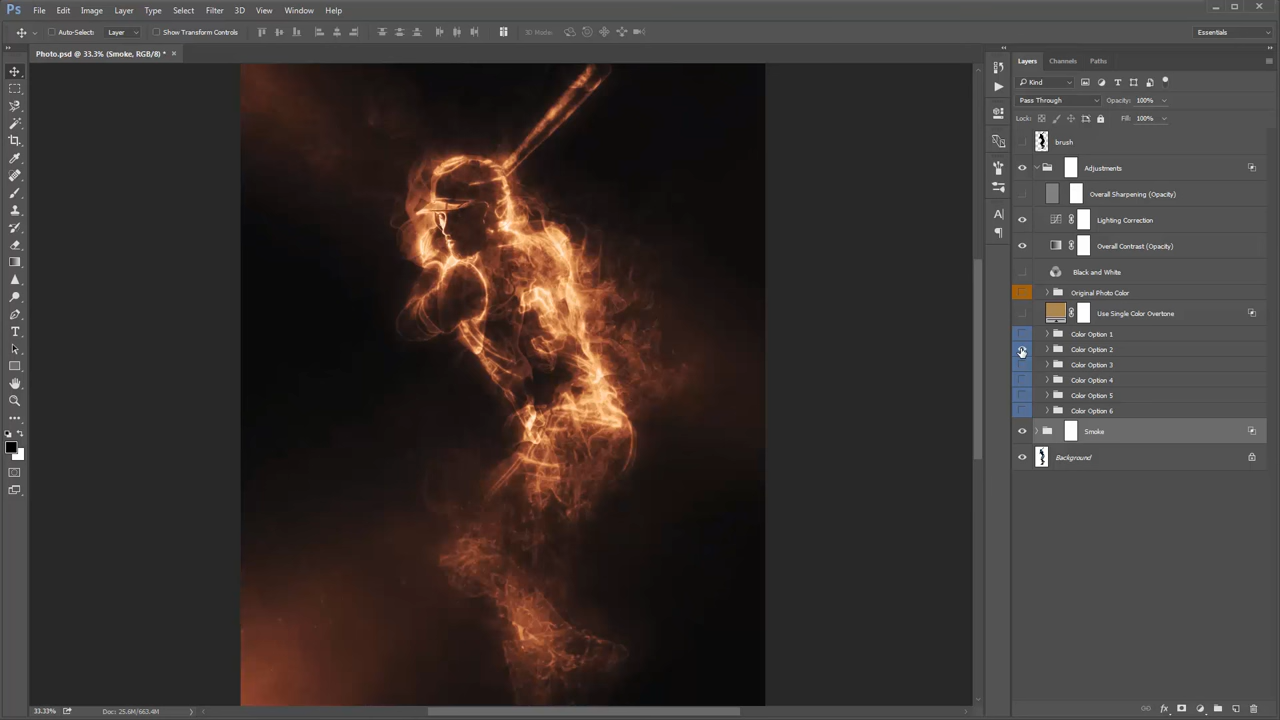 Ps File Edit Image Layer Type Select Filter 3D View Window Help
Auto-Select: Layer Show Transform Controls 3D Mode: Essentials
Photo.psd @ 33.3% (Smoke, RGB/8) * ×
Layers Channels Paths
Kind
Pass Through Opacity: 100%
Lock: Fill: 100%
brush
Adjustments
Overall Sharpening (Opacity)
Lighting Correction
Overall Contrast (Opacity)
Black and White
Original Photo Color
Use Single Color Overtone
Color Option 1
Color Option 2
Color Option 3
Color Option 4
Color Option 5
Color Option 6
Smoke
Background
33.33% Doc: 25.6M/663.4M